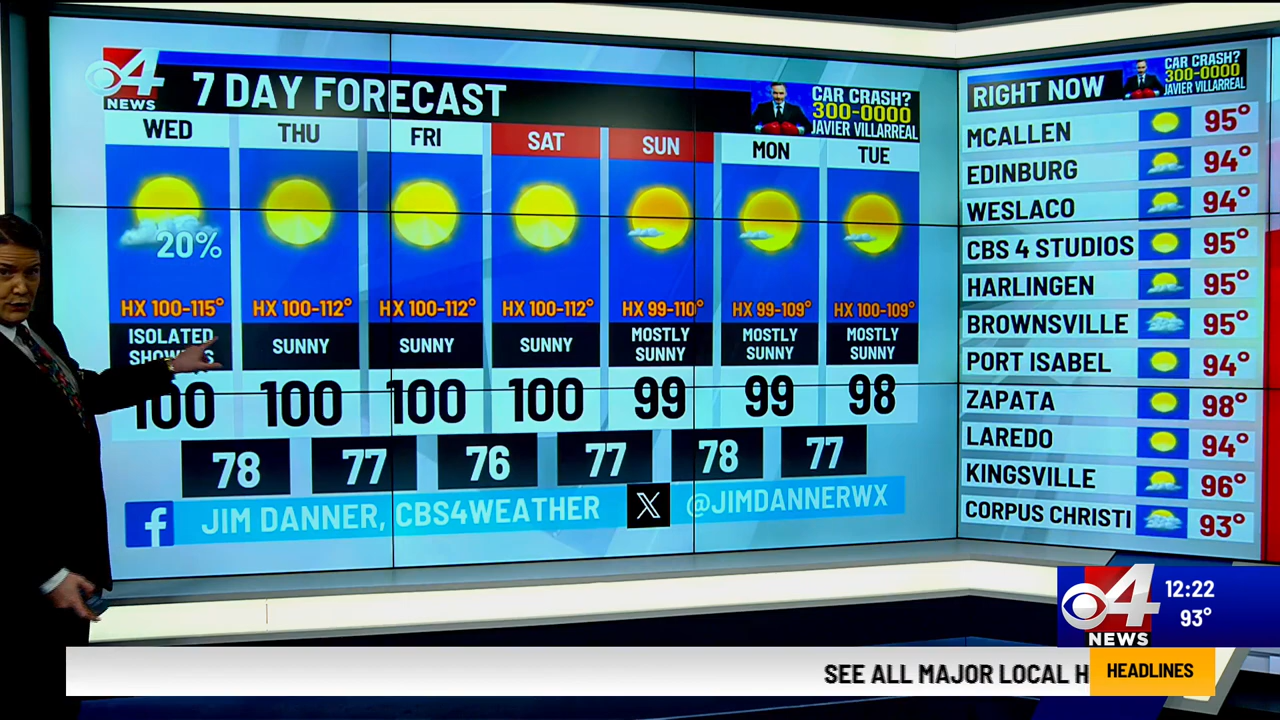 4
NEWS
7 DAY FORECAST
CAR CRASH?
300-0000
JAVIER VILLARREAL
WED
THU
FRI
SAT
SUN
MON
TUE
20%
HX 100-115°
HX 100-112°
HX 100-112°
HX 100-112°
HX 99-110°
HX 99-109°
HX 100-109°
ISOLATED
SHOWERS
SUNNY
SUNNY
SUNNY
MOSTLY
SUNNY
MOSTLY
SUNNY
MOSTLY
SUNNY
100
100
100
100
99
99
98
78
77
76
77
78
77
f
JIM DANNER, CBS4WEATHER
X
@JIMDANNERWX
RIGHT NOW
CAR CRASH?
300-0000
JAVIER VILLARREAL
MCALLEN 95°
EDINBURG 94°
WESLACO 94°
CBS 4 STUDIOS 95°
HARLINGEN 95°
BROWNSVILLE 95°
PORT ISABEL 94°
ZAPATA 98°
LAREDO 94°
KINGSVILLE 96°
CORPUS CHRISTI 93°
4
NEWS
12:22
93°
SEE ALL MAJOR LOCAL H
HEADLINES